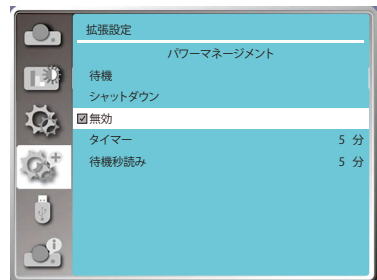 拡張設定
パワーマネージメント
待機
シャットダウン
無効
タイマー 5 分
待機秒読み 5 分